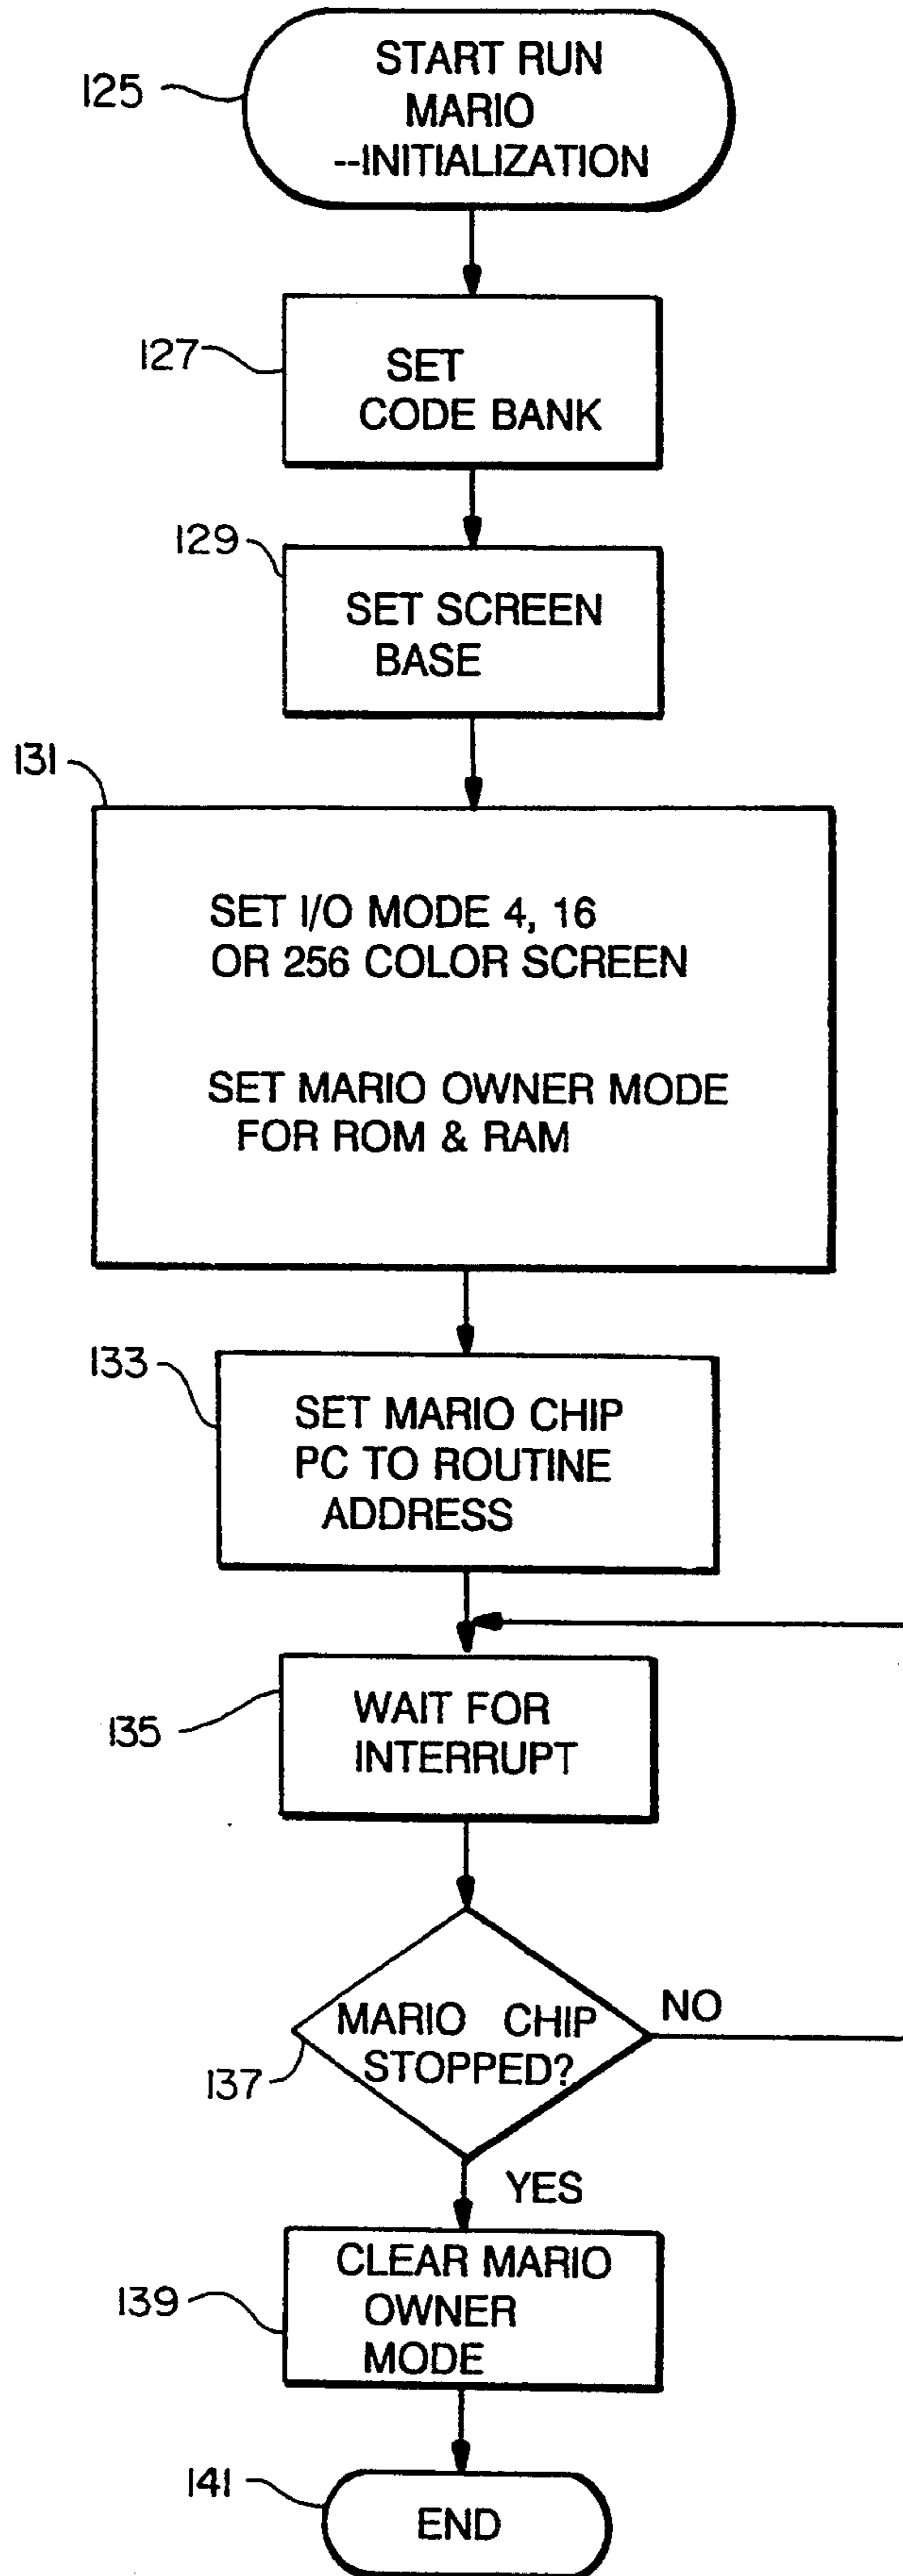 START RUN
125
MARIO
--INITIALIZATION
127
SET
CODE BANK
129
SET SCREEN
BASE
131
SET I/O MODE 4, 16
OR 256 COLOR SCREEN
SET MARIO OWNER MODE
FOR ROM & RAM
133
SET MARIO CHIP
PC TO ROUTINE
ADDRESS
135
WAIT FOR
INTERRUPT
MARIO CHIP
STOPPED?
NO
137
YES
CLEAR MARIO
139
OWNER
MODE
141
END